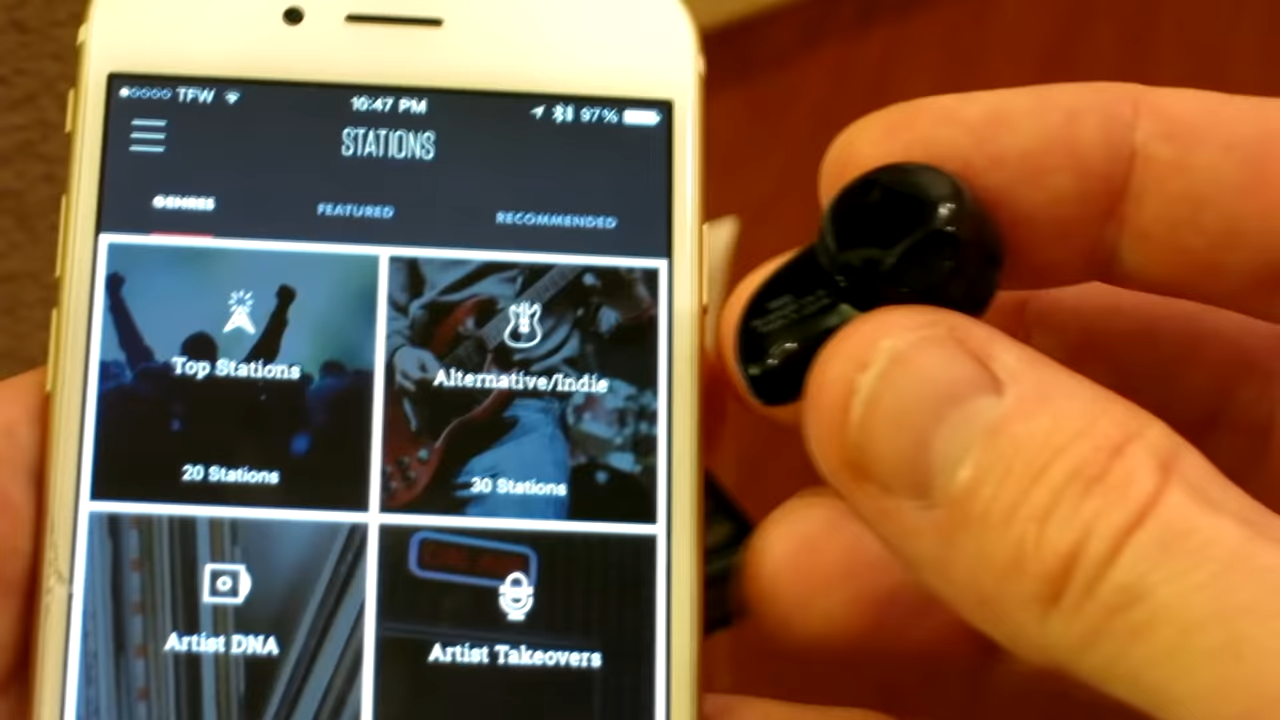 TFW 10:47 PM 97%
STATIONS
GENRES FEATURED RECOMMENDED
Top Stations
20 Stations
Alternative/Indie
30 Stations
Artist DNA
Artist Takeovers